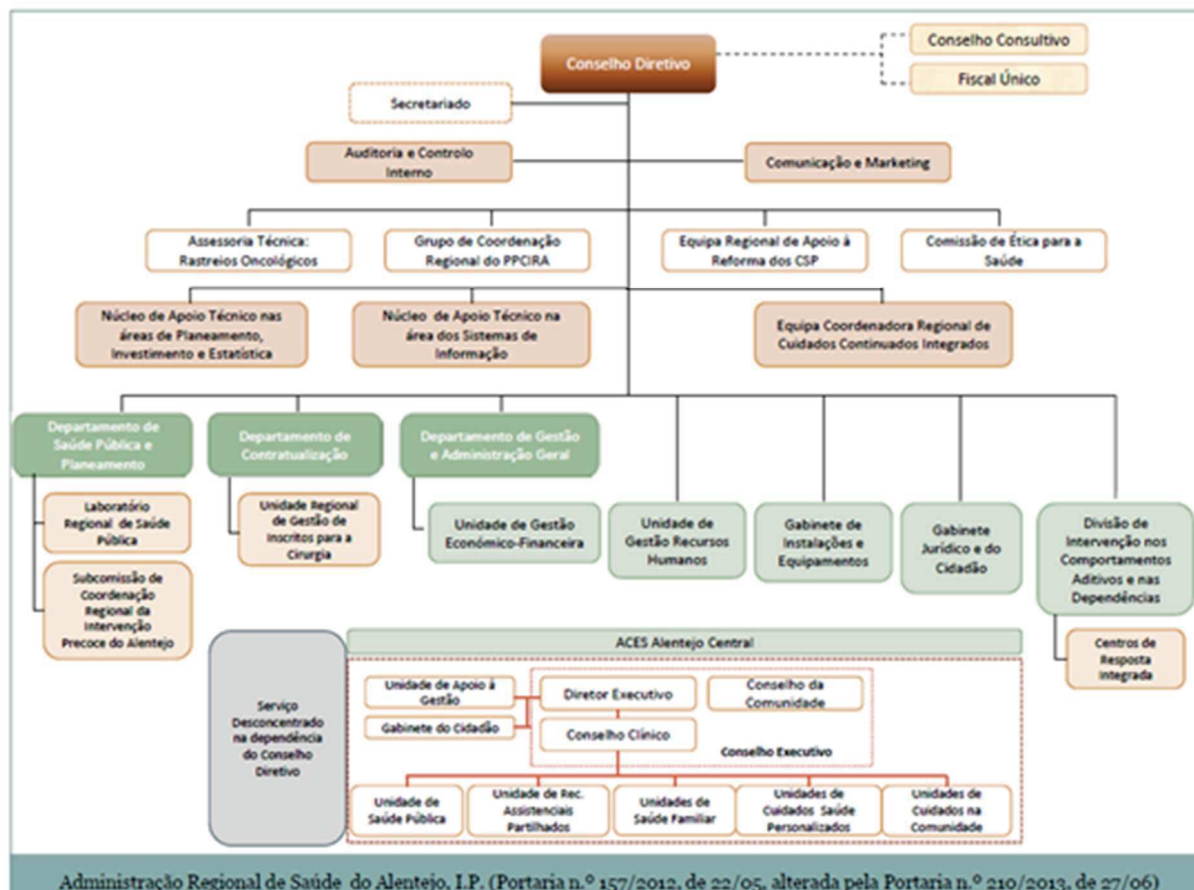 Conselho Diretivo
Conselho Consultivo
Fiscal Único
Secretariado
Auditoria e Controlo
Interno
Comunicação e Marketing
Assessoria Técnica:
Rastreios Oncológicos
Grupo de Coordenação
Regional do PPCIRA
Equipa Regional de Apoio à
Reforma dos CSP
Comissão de Ética para a
Saúde
Núcleo de Apoio Técnico nas
áreas de Planeamento,
Investimento e Estatística
Núcleo de Apoio Técnico na
área dos Sistemas de
Informação
Equipa Coordenadora Regional de
Cuidados Continuados Integrados
Departamento de
Saúde Pública e
Planeamento
Departamento de
Contratualização
Departamento de Gestão
e Administração Geral
Laboratório
Regional de Saúde
Pública
Subcomissão de
Coordenação
Regional da
Intervenção
Precoce do Alentejo
Unidade Regional
de Gestão de
Inscritos para a
Cirurgia
Unidade de Gestão
Económico-Financeira
Unidade de
Gestão Recursos
Humanos
Gabinete de
Instalações e
Equipamentos
Gabinete
Jurídico e do
Cidadão
Divisão de
Intervenção nos
Comportamentos
Aditivos e nas
Dependências
Centros de
Resposta
Integrada
Serviço
Desconcentrado
na dependência
do Conselho
Diretivo
ACES Alentejo Central
Unidade de Apoio à
Gestão
Gabinete do Cidadão
Diretor Executivo
Conselho Clínico
Conselho da
Comunidade
Conselho Executivo
Unidade de
Saúde Pública
Unidade de Rec.
Assistenciais
Partilhados
Unidades de
Saúde Familiar
Unidades de
Cuidados Saúde
Personalizados
Unidades de
Cuidados na
Comunidade
Administração Regional de Saúde do Alentejo, I.P. (Portaria n.º 157/2012, de 22/05, alterada pela Portaria n.º 210/2013, de 27/06)